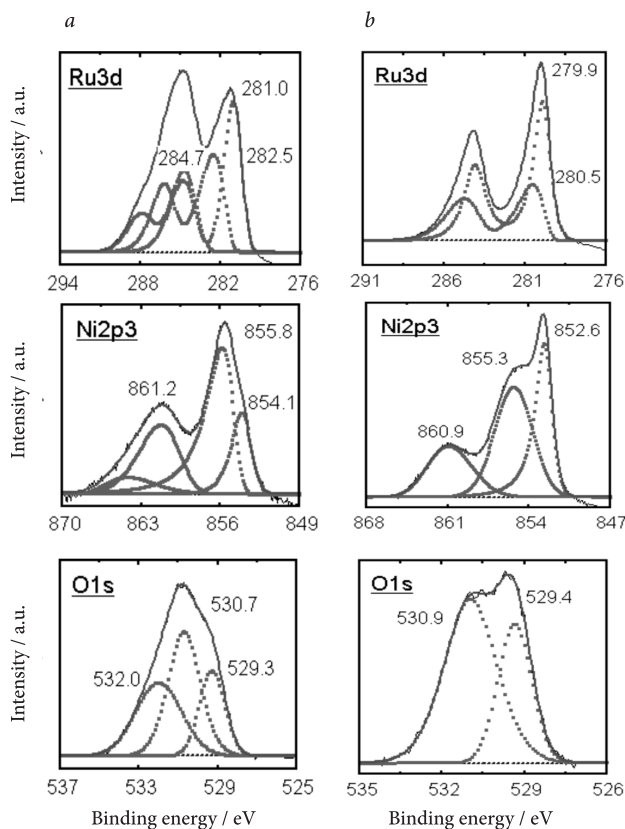 a
b
Intensity / a.u.
Ru3d
281.0
284.7
282.5
294 288 282 276
Ru3d
279.9
280.5
291 286 281 276
Intensity / a.u.
Ni2p3
855.8
861.2
854.1
870 863 856 849
Ni2p3
852.6
855.3
860.9
868 861 854 847
Intensity / a.u.
O1s
530.7
532.0
529.3
537 533 529 525
O1s
529.4
530.9
535 532 529 526
Binding energy / eV
Binding energy / eV